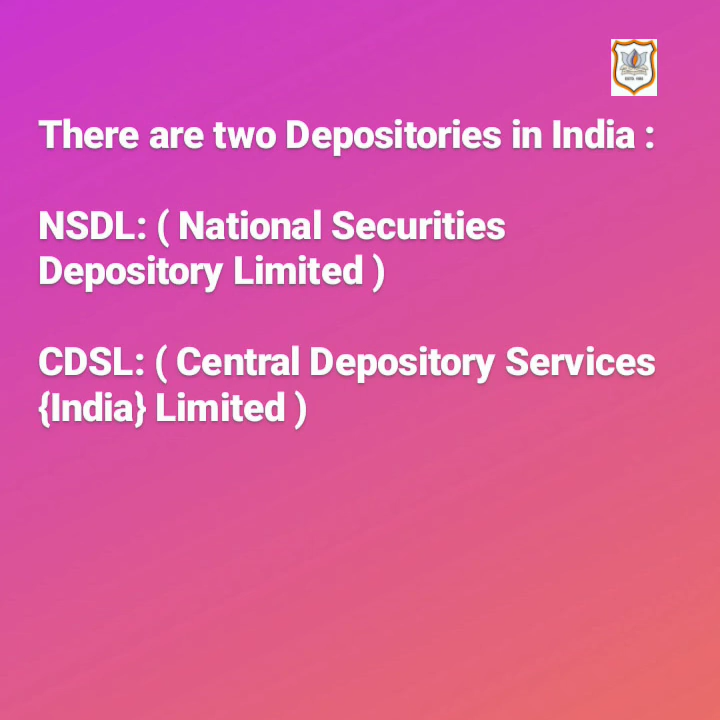 There are two Depositories in India :
NSDL: ( National Securities
Depository Limited )
CDSL: ( Central Depository Services
{India} Limited )